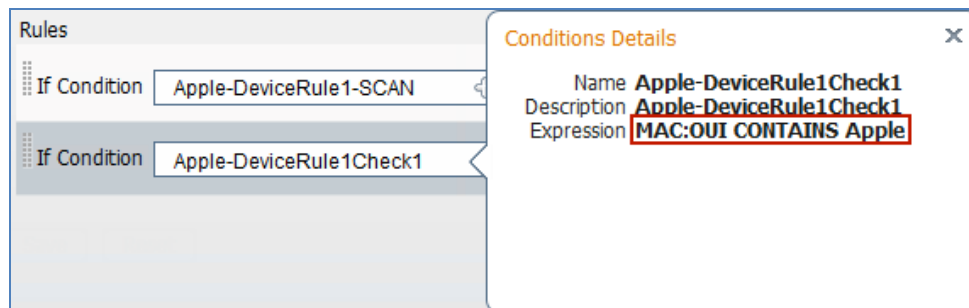 Rules
If Condition Apple-DeviceRule1-SCAN
If Condition Apple-DeviceRule1Check1
Conditions Details
Name Apple-DeviceRule1Check1
Description Apple-DeviceRule1Check1
Expression MAC:OUI CONTAINS Apple